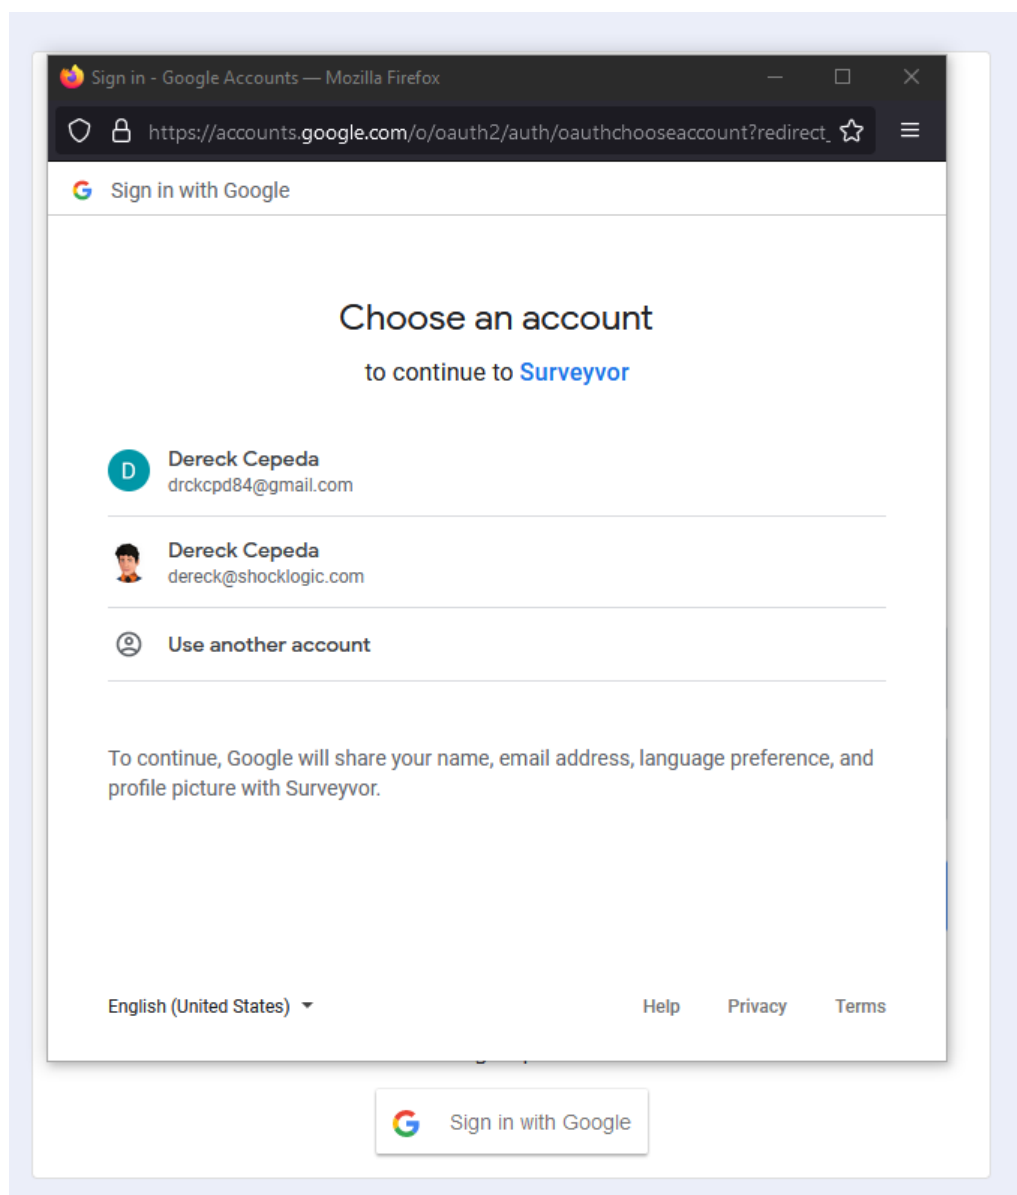 Sign in - Google Accounts — Mozilla Firefox
https://accounts.google.com/o/oauth2/auth/oauthchooseaccount?redirect_
Sign in with Google
Choose an account
to continue to Surveyvor
D
Dereck Cepeda
drckcpd84@gmail.com
Dereck Cepeda
dereck@shocklogic.com
Use another account
To continue, Google will share your name, email address, language preference, and
profile picture with Surveyvor.
English (United States)
Help Privacy Terms
Sign in with Google